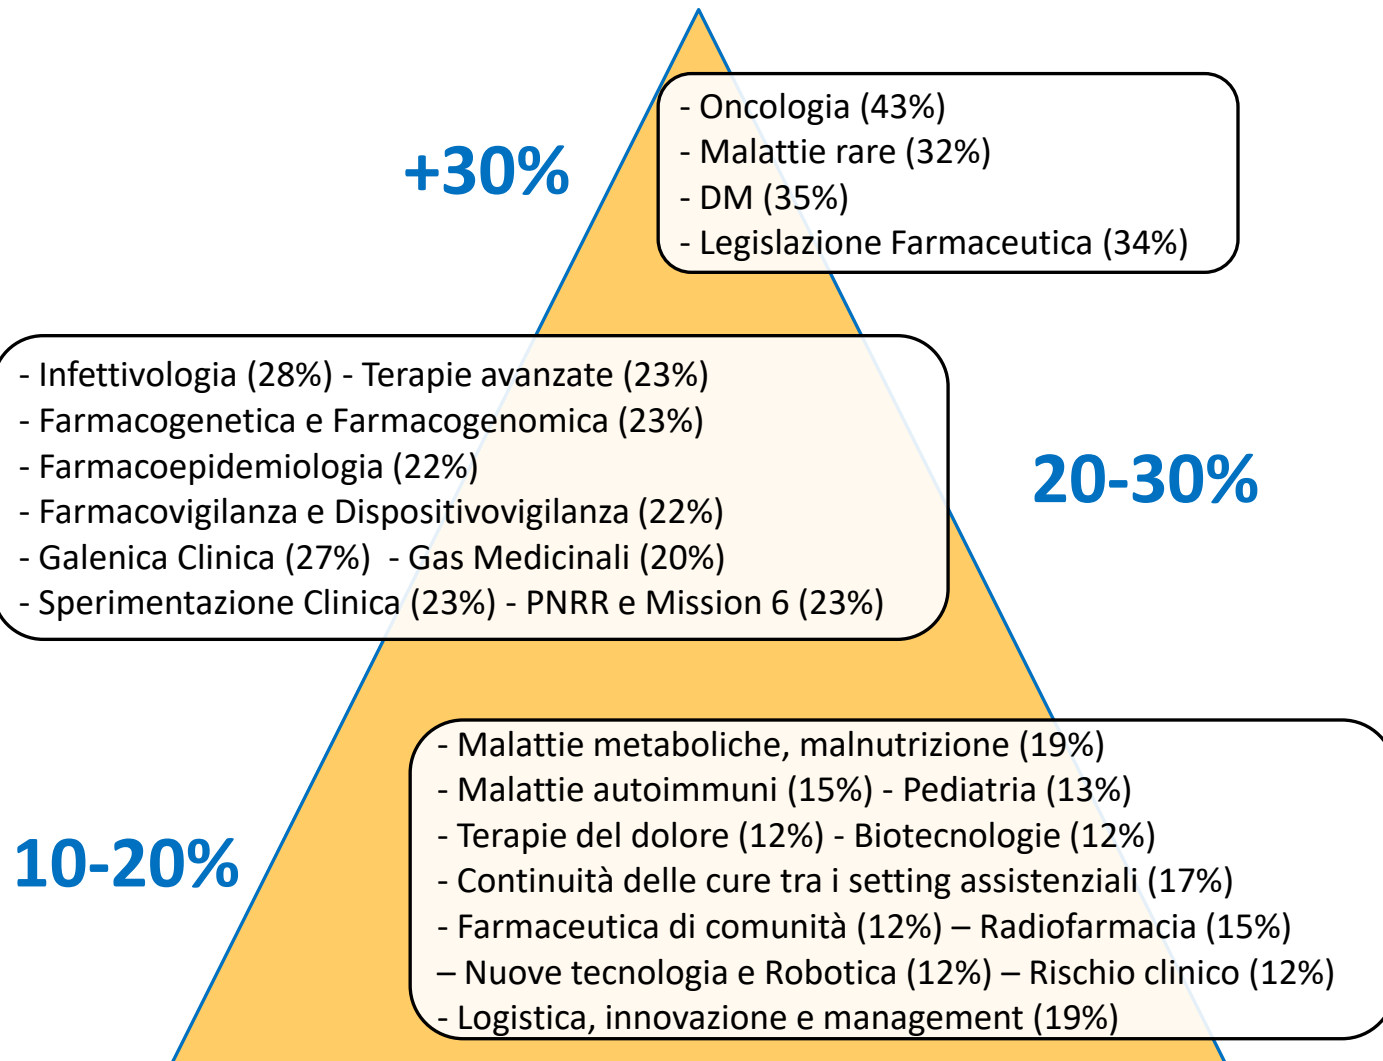 +30%
- Oncologia (43%)
- Malattie rare (32%)
- DM (35%)
- Legislazione Farmaceutica (34%)
- Infettivologia (28%) - Terapie avanzate (23%)
- Farmacogenetica e Farmacogenomica (23%)
- Farmacoepidemiologia (22%)
- Farmacovigilanza e Dispositivovigilanza (22%)
- Galenica Clinica (27%)  - Gas Medicinali (20%)
- Sperimentazione Clinica (23%) - PNRR e Mission 6 (23%)
20-30%
10-20%
- Malattie metaboliche, malnutrizione (19%)
- Malattie autoimmuni (15%) - Pediatria (13%)
- Terapie del dolore (12%) - Biotecnologie (12%)
- Continuità delle cure tra i setting assistenziali (17%)
- Farmaceutica di comunità (12%) – Radiofarmacia (15%)
– Nuove tecnologia e Robotica (12%) – Rischio clinico (12%)
- Logistica, innovazione e management (19%)